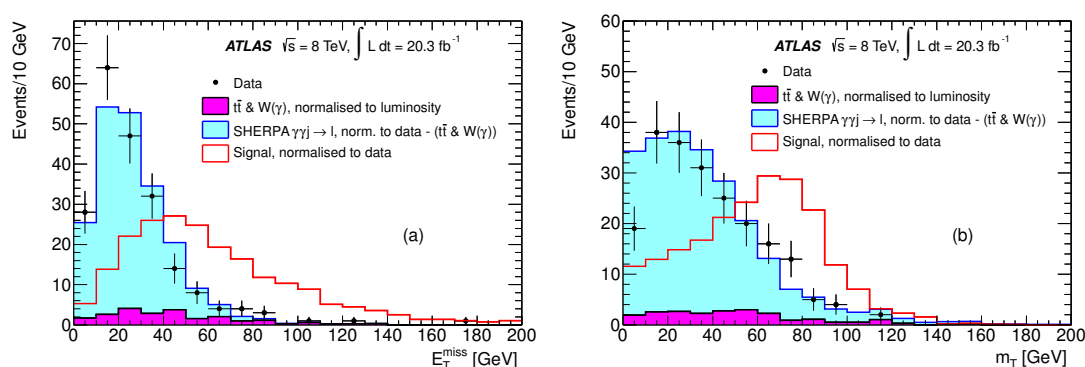 Events/10 GeV
70
60
50
40
30
20
10
0
ATLAS √s = 8 TeV, ∫ L dt = 20.3 fb⁻¹
Data
tt̄ & W(γ), normalised to luminosity
SHERPA γγj → l, norm. to data - (tt̄ & W(γ))
Signal, normalised to data
(a)
0 20 40 60 80 100 120 140 160 180 200
E_T^miss [GeV]
Events/10 GeV
60
50
40
30
20
10
0
ATLAS √s = 8 TeV, ∫ L dt = 20.3 fb⁻¹
Data
tt̄ & W(γ), normalised to luminosity
SHERPA γγj → l, norm. to data - (tt̄ & W(γ))
Signal, normalised to data
(b)
0 20 40 60 80 100 120 140 160 180 200
m_T [GeV]